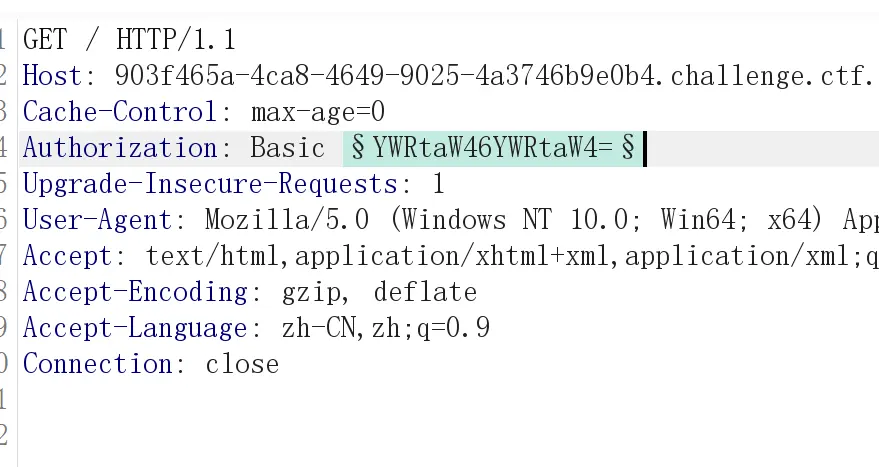 1 GET / HTTP/1.1
2 Host: 903f465a-4ca8-4649-9025-4a3746b9e0b4.challenge.ctf.
3 Cache-Control: max-age=0
4 Authorization: Basic §YWRtaW46YWRtaW4=§
5 Upgrade-Insecure-Requests: 1
6 User-Agent: Mozilla/5.0 (Windows NT 10.0; Win64; x64) App
7 Accept: text/html,application/xhtml+xml,application/xml;q
8 Accept-Encoding: gzip, deflate
9 Accept-Language: zh-CN,zh;q=0.9
0 Connection: close
1
2